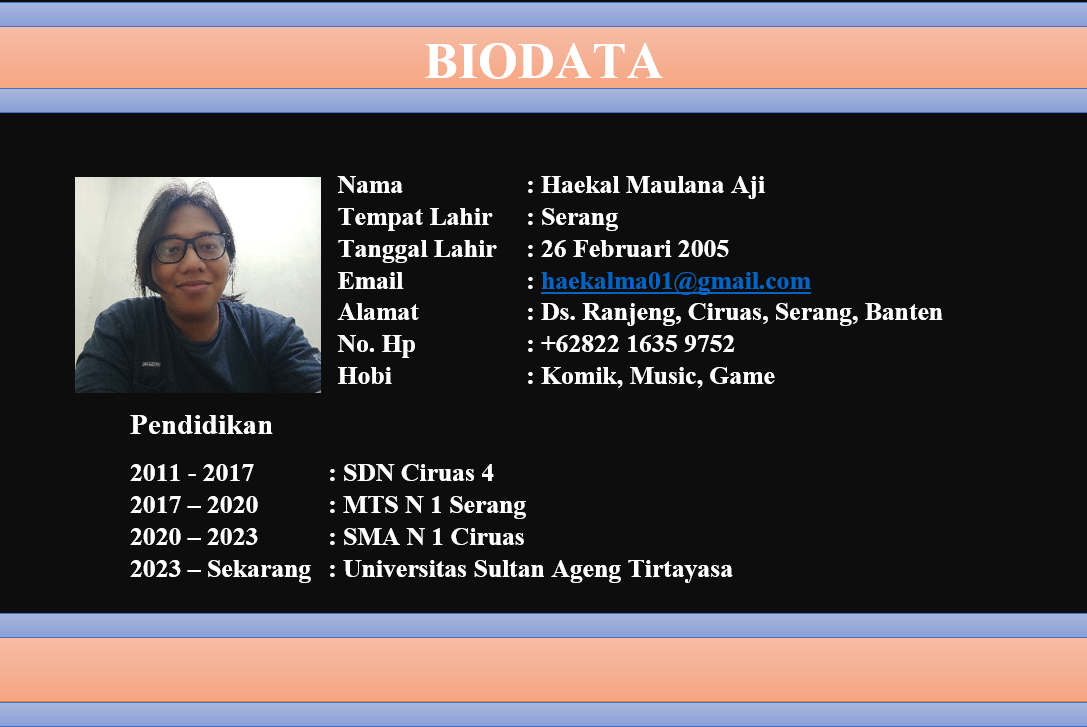 BIODATA
Nama : Haekal Maulana Aji
Tempat Lahir : Serang
Tanggal Lahir : 26 Februari 2005
Email : haekalma01@gmail.com
Alamat : Ds. Ranjeng, Ciruas, Serang, Banten
No. Hp : +62822 1635 9752
Hobi : Komik, Music, Game
Pendidikan
2011 - 2017 : SDN Ciruas 4
2017 – 2020 : MTS N 1 Serang
2020 – 2023 : SMA N 1 Ciruas
2023 – Sekarang : Universitas Sultan Ageng Tirtayasa